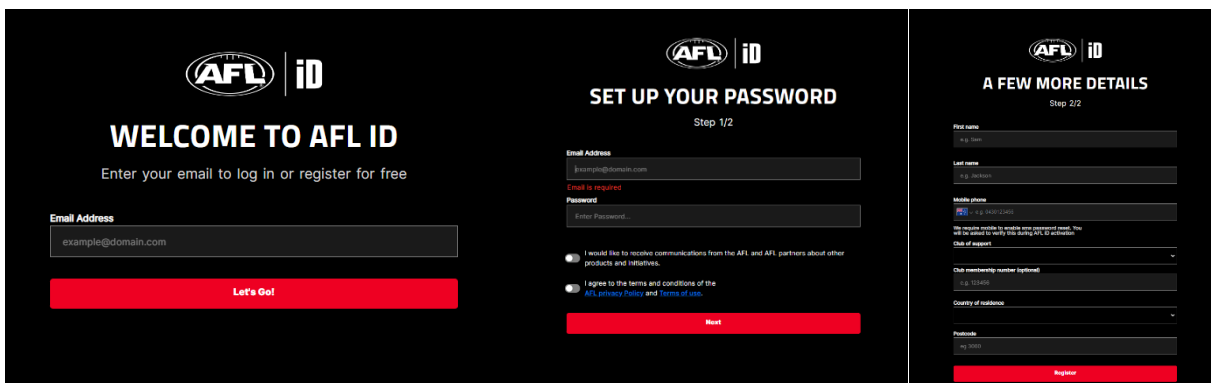 AFL iD
WELCOME TO AFL ID
Enter your email to log in or register for free
Email Address
example@domain.com
Let's Go!
AFL iD
SET UP YOUR PASSWORD
Step 1/2
Email Address
example@domain.com
Email is required
Password
Enter Password...
I would like to receive communications from the AFL and AFL partners about other
products and initiatives.
I agree to the terms and conditions of the
AFL privacy Policy and Terms of use.
Next
AFL iD
A FEW MORE DETAILS
Step 2/2
First name
e.g. Sam
Last name
e.g. Jackson
Mobile phone
e.g. 0438123456
We require mobile to enable sms password reset. You
will be asked to verify this during AFL ID activation
Club of support
Club membership number (optional)
e.g. 123456
Country of residence
Postcode
eg 3000
Register